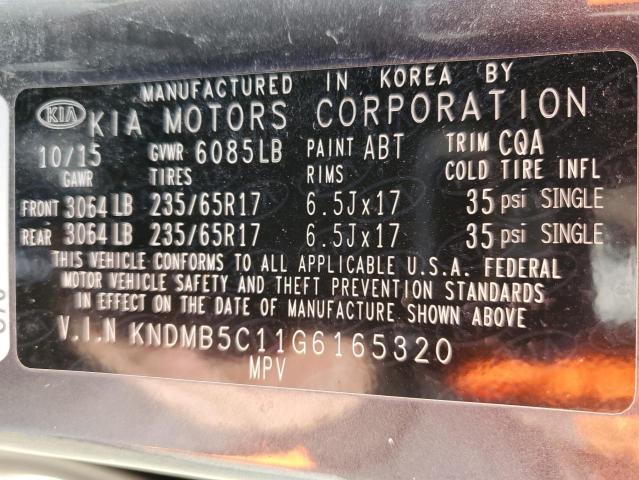 MANUFACTURED IN KOREA BY
KIA KIA MOTORS CORPORATION
10/15 GVWR 6085LB PAINT ABT TRIM CQA
GAWR TIRES RIMS COLD TIRE INFL
FRONT 3064 LB 235/65R17 6.5Jx17 35 psi SINGLE
REAR 3064 LB 235/65R17 6.5Jx17 35 psi SINGLE
THIS VEHICLE CONFORMS TO ALL APPLICABLE U.S.A. FEDERAL
MOTOR VEHICLE SAFETY AND THEFT PREVENTION STANDARDS
IN EFFECT ON THE DATE OF MANUFACTURE SHOWN ABOVE
V.I.N KNDMB5C11G6165320
MPV